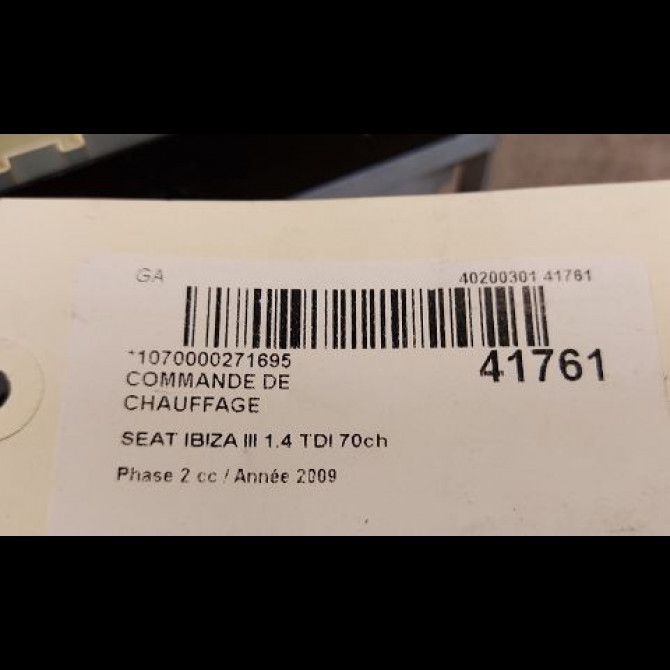 GA 40200301 41761
*1070000271695 41761
COMMANDE DE
CHAUFFAGE
SEAT IBIZA III 1.4 TDI 70ch
Phase 2 cc / Année 2009